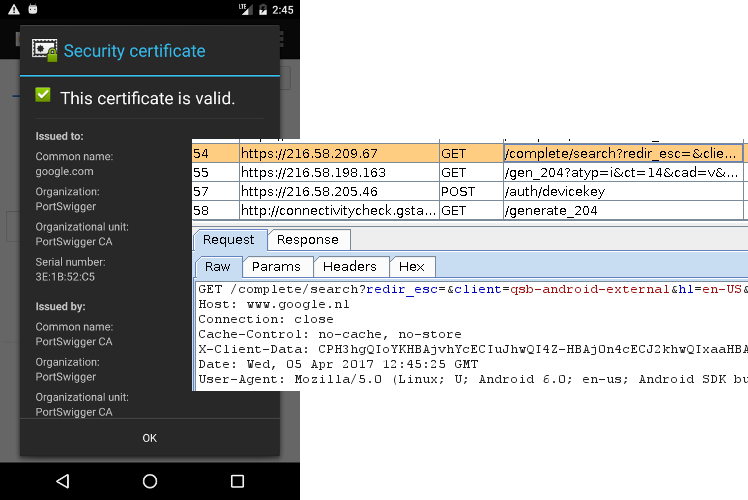 LTE 2:45
Security certificate
This certificate is valid.
Issued to:
Common name:
google.com
Organization:
PortSwigger
Organizational unit:
PortSwigger CA
Serial number:
3E:1B:52:C5
Issued by:
Common name:
PortSwigger CA
Organization:
PortSwigger
Organizational unit:
PortSwigger CA
OK
54 https://216.58.209.67 GET /complete/search?redir_esc=&clie...
55 https://216.58.198.163 GET /gen_204?atyp=i&ct=14&cad=v&...
57 https://216.58.205.46 POST /auth/devicekey
58 http://connectivitycheck.gsta... GET /generate_204
Request Response
Raw Params Headers Hex
GET /complete/search?redir_esc=&client=qsb-android-external&hl=en-US&
Host: www.google.nl
Connection: close
Cache-Control: no-cache, no-store
X-Client-Data:
Date: Wed, 05 Apr 2017 12:45:25 GMT
User-Agent: Mozilla/5.0 (Linux; U; Android 6.0; en-us; Android SDK bu